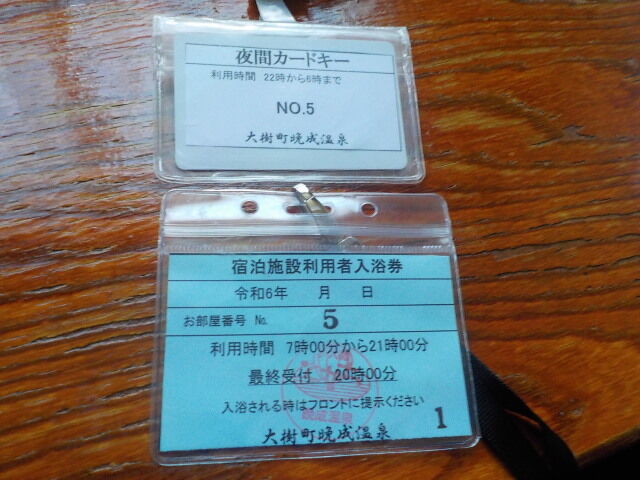 夜間カードキー
利用時間 22時から6時まで
NO.5
大樹町晩成温泉
宿泊施設利用者入浴券
令和6年 月 日
お部屋番号 No. 5
利用時間 7時00分から21時00分
最終受付 20時00分
入浴される時はフロントに提示ください
晩成温泉
大樹町晩成温泉
1